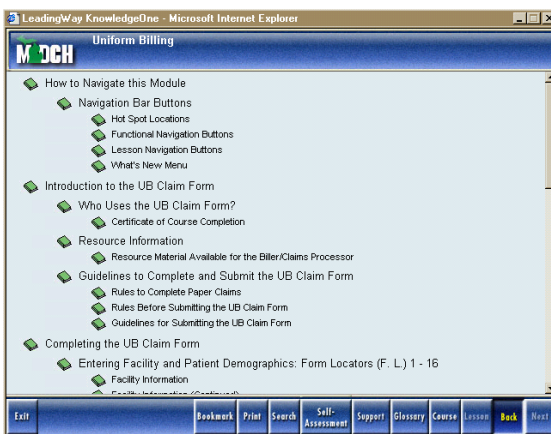 LeadingWay KnowledgeOne - Microsoft Internet Explorer
MDCH
Uniform Billing
How to Navigate this Module
Navigation Bar Buttons
Hot Spot Locations
Functional Navigation Buttons
Lesson Navigation Buttons
What's New Menu
Introduction to the UB Claim Form
Who Uses the UB Claim Form?
Certificate of Course Completion
Resource Information
Resource Material Available for the Biller/Claims Processor
Guidelines to Complete and Submit the UB Claim Form
Rules to Complete Paper Claims
Rules Before Submitting the UB Claim Form
Guidelines for Submitting the UB Claim Form
Completing the UB Claim Form
Entering Facility and Patient Demographics: Form Locators (F. L.) 1 - 16
Facility Information
Facility Information (Continued)
Exit Bookmark Print Search Self-Assessment Support Glossary Course Lesson Back Next